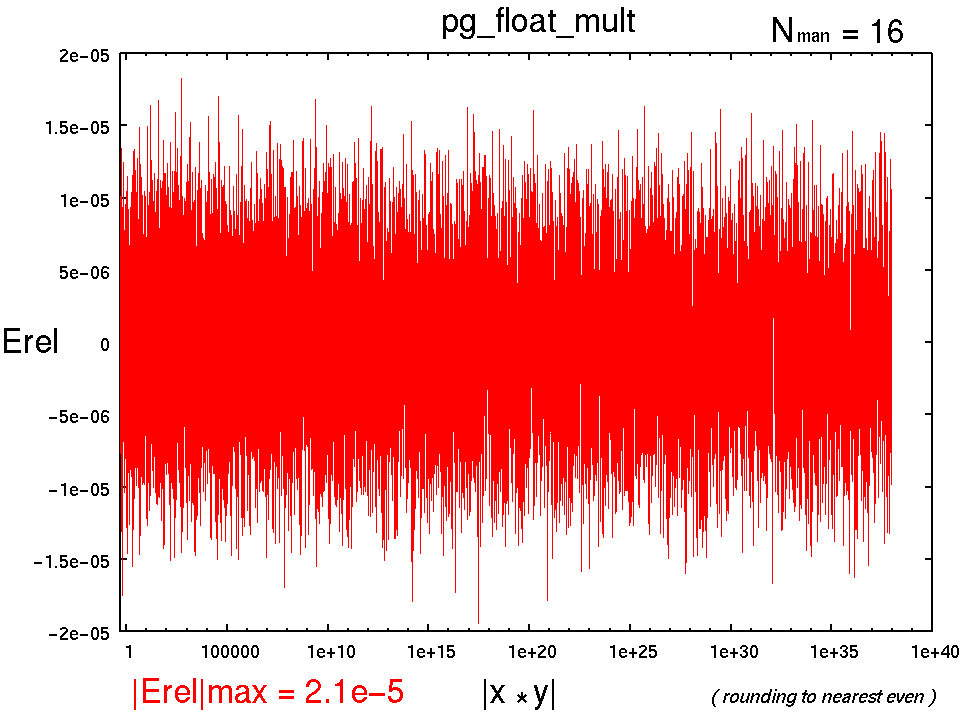 pg_float_mult
Nman = 16
2e−05
1.5e−05
1e−05
5e−06
Erel
0
−5e−06
−1e−05
−1.5e−05
−2e−05
1 100000 1e+10 1e+15 1e+20 1e+25 1e+30 1e+35 1e+40
|Erel|max = 2.1e−5
|x * y|
( rounding to nearest even )